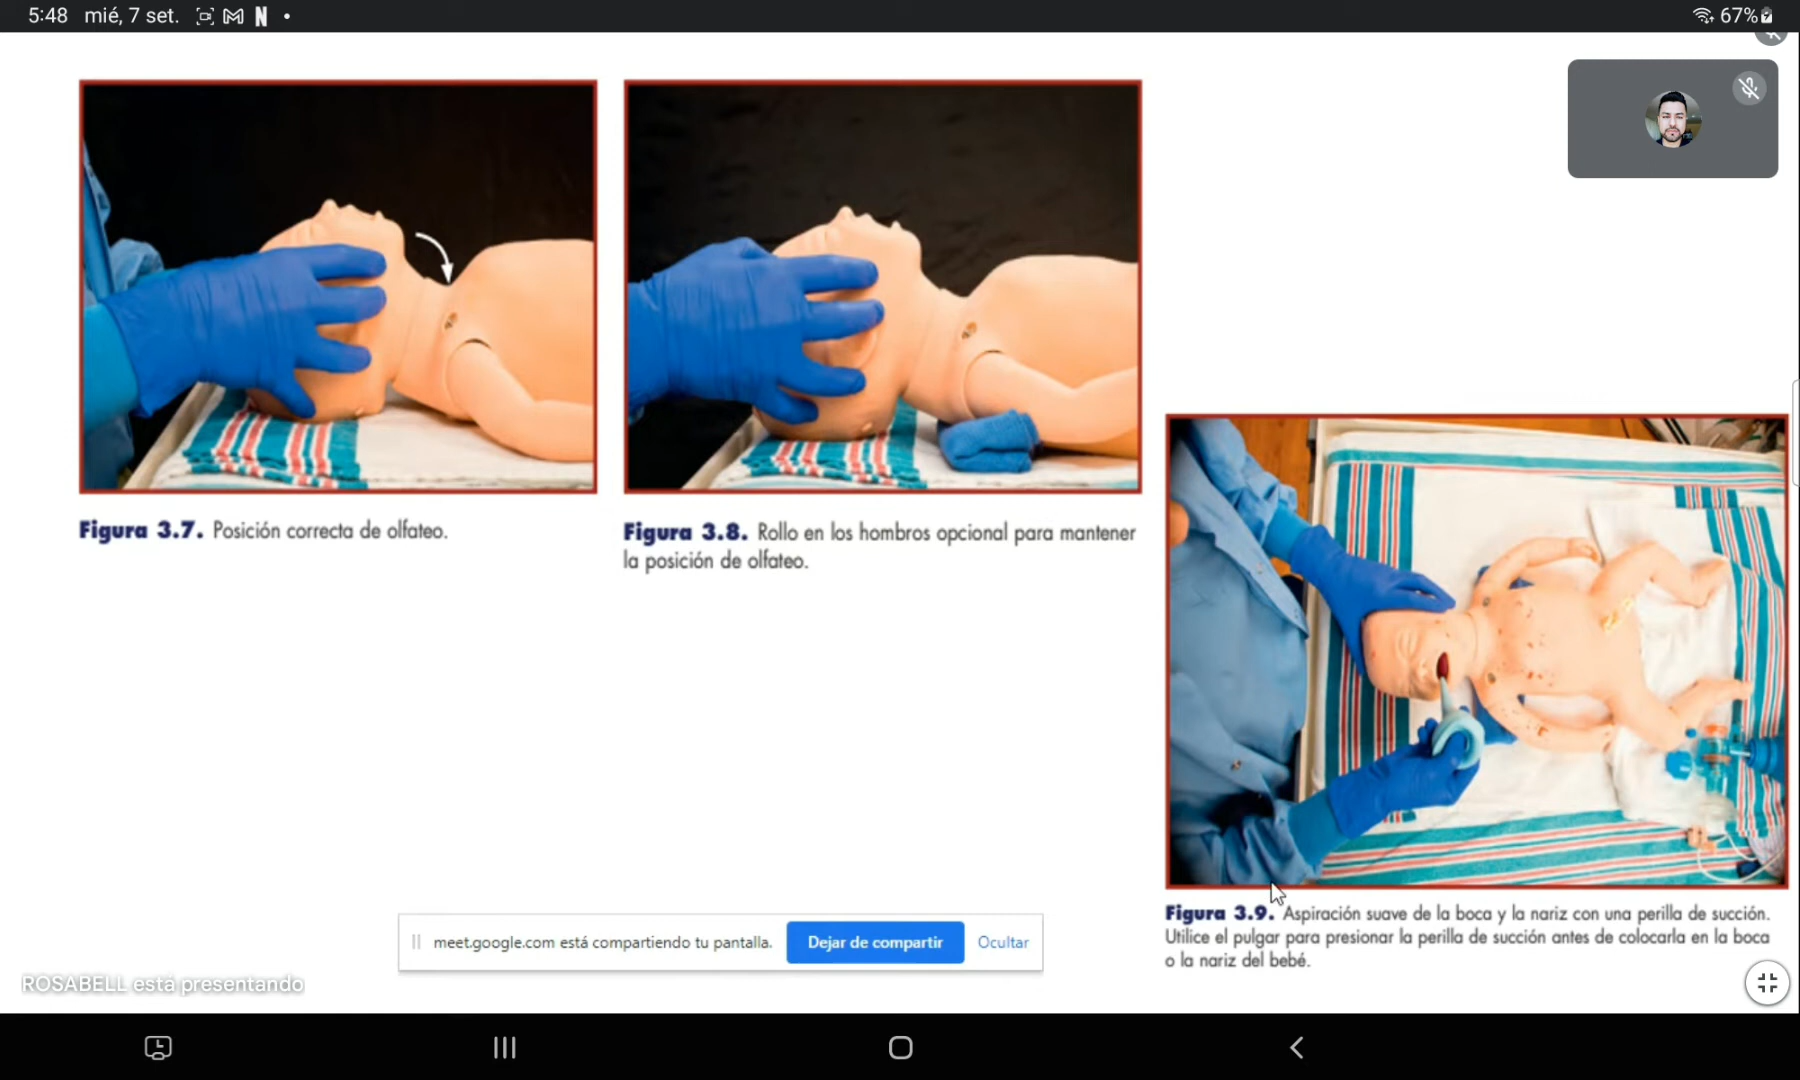 5:48 mié, 7 set.
67%
Figura 3.7. Posición correcta de olfateo.
Figura 3.8. Rollo en los hombros opcional para mantener
la posición de olfateo.
Figura 3.9. Aspiración suave de la boca y la nariz con una perilla de succión.
Utilice el pulgar para presionar la perilla de succión antes de colocarla en la boca
o la nariz del bebé.
meet.google.com está compartiendo tu pantalla.
Dejar de compartir
Ocultar
ROSABELL está presentando